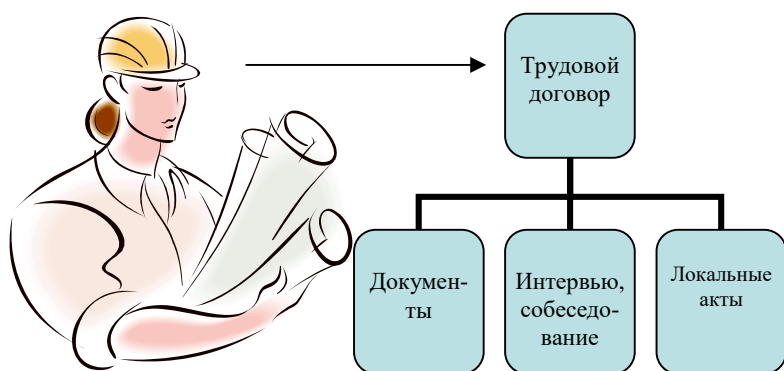 Трудовой
договор
Докумен-
ты
Интервью,
собеседо-
вание
Локальные
акты